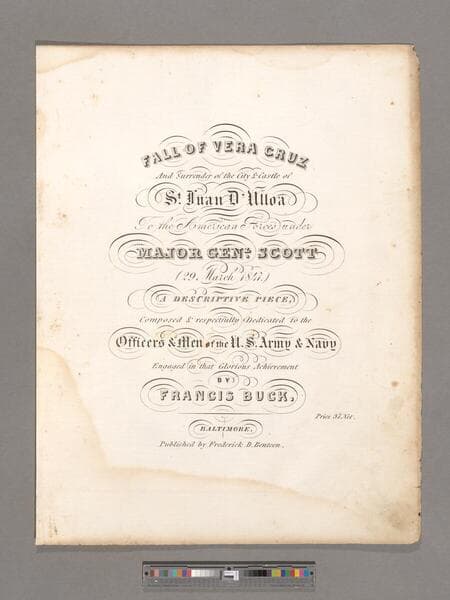 FALL OF VERA CRUZ
And Surrender of the City & Castle of
St. Juan D'Ulloa
To the American Forces under
MAJOR GENL. SCOTT
(29. March 1847.)
A DESCRIPTIVE PIECE,
Composed & respectfully Dedicated to the
Officers & Men of the U. S. Army & Navy
Engaged in that Glorious Achievement
BY
FRANCIS BUCK.
Price 37½ Nt.
BALTIMORE,
Published by Frederick D. Benteen.